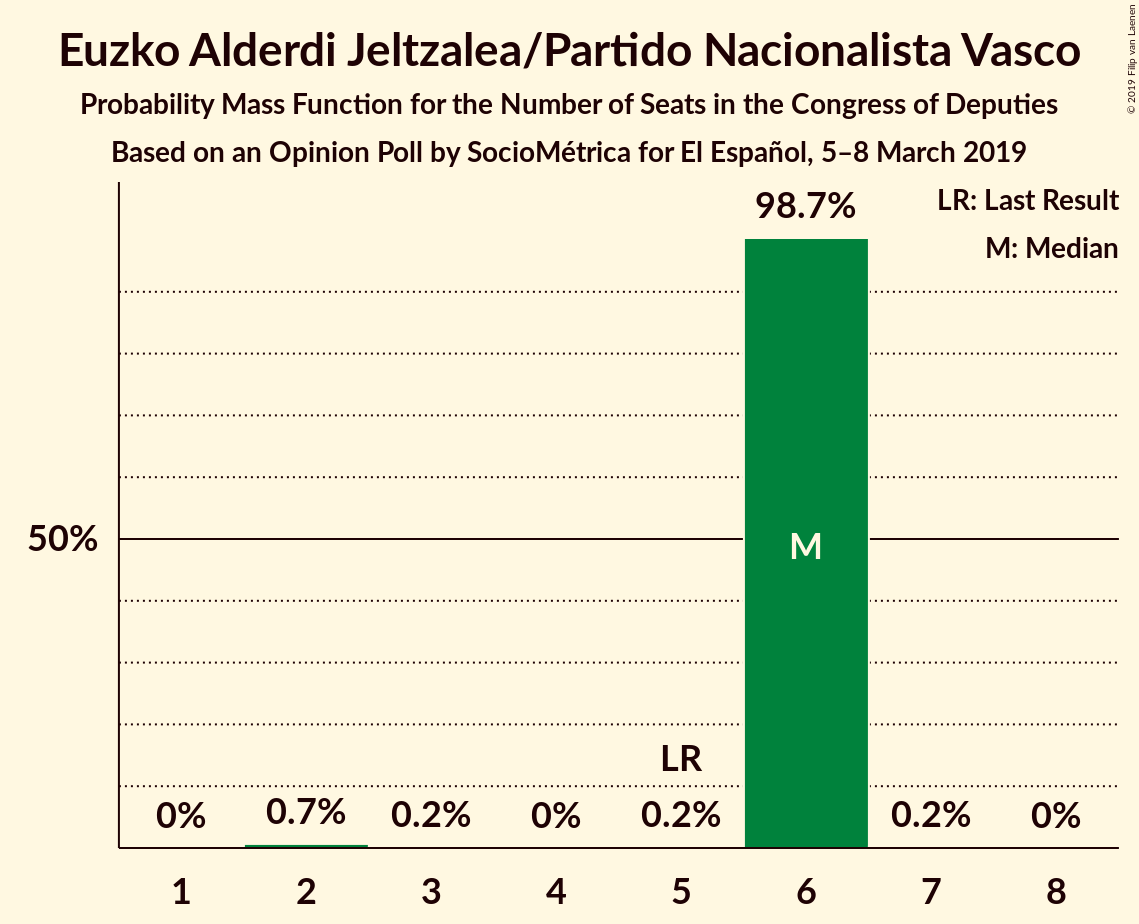 Euzko Alderdi Jeltzalea/Partido Nacionalista Vasco
Probability Mass Function for the Number of Seats in the Congress of Deputies
Based on an Opinion Poll by SocioMétrica for El Español, 5–8 March 2019
© 2019 Filip van Laenen
LR: Last Result
M: Median
98.7%
50%
M
LR
0% 0.7% 0.2% 0% 0.2% 0.2% 0%
1 2 3 4 5 6 7 8